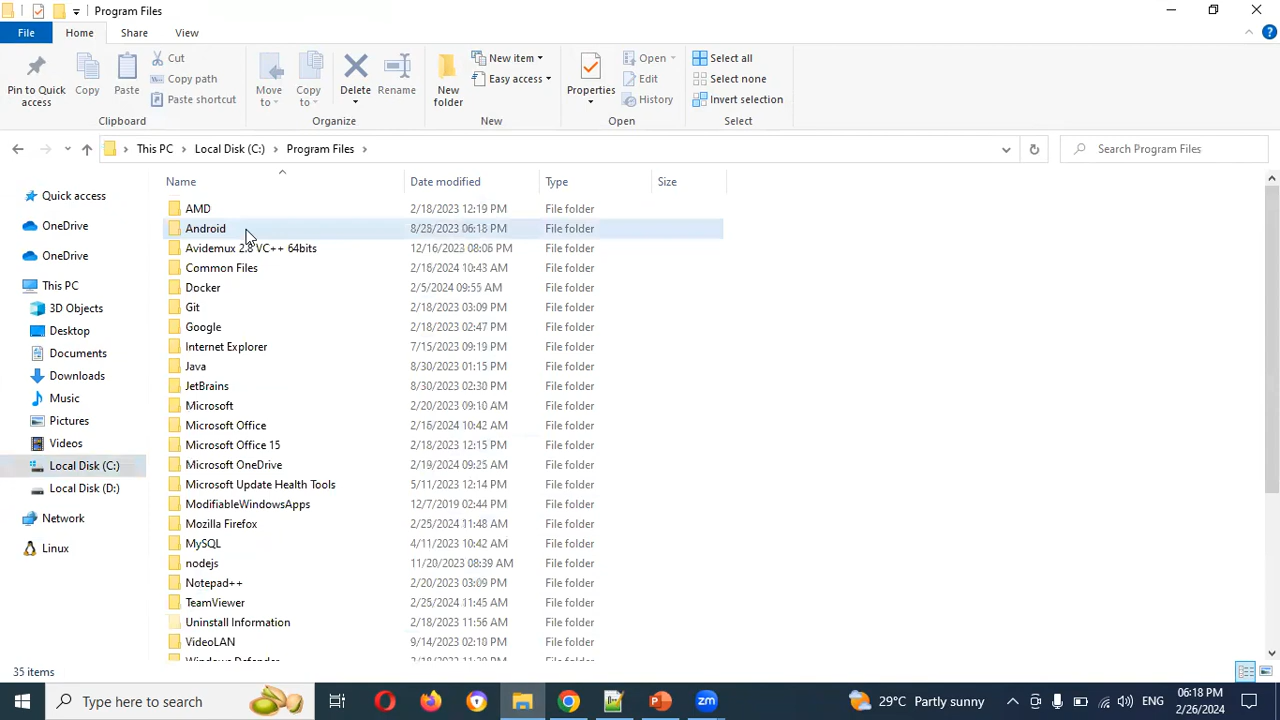 Program Files
File Home Share View
Pin to Quick access
Copy
Paste
Cut
Copy path
Paste shortcut
Clipboard
Move to
Copy to
Delete
Rename
Organize
New folder
New item
Easy access
New
Properties
Open
Edit
History
Open
Select all
Select none
Invert selection
Select
This PC > Local Disk (C:) > Program Files >
Search Program Files
Name Date modified Type Size
AMD 2/18/2023 12:19 PM File folder
Android 8/28/2023 06:18 PM File folder
Avidemux 2.8 VC++ 64bits 12/16/2023 08:06 PM File folder
Common Files 2/18/2024 10:43 AM File folder
Docker 2/5/2024 09:55 AM File folder
Git 2/18/2023 03:09 PM File folder
Google 2/18/2023 02:47 PM File folder
Internet Explorer 7/15/2023 09:19 PM File folder
Java 8/30/2023 01:15 PM File folder
JetBrains 8/30/2023 02:30 PM File folder
Microsoft 2/20/2023 09:10 AM File folder
Microsoft Office 2/16/2024 10:42 AM File folder
Microsoft Office 15 2/18/2023 12:15 PM File folder
Microsoft OneDrive 2/19/2024 09:25 AM File folder
Microsoft Update Health Tools 5/11/2023 12:14 PM File folder
ModifiableWindowsApps 12/7/2019 02:44 PM File folder
Mozilla Firefox 2/25/2024 11:48 AM File folder
MySQL 4/11/2023 10:42 AM File folder
nodejs 11/20/2023 08:39 AM File folder
Notepad++ 2/20/2023 03:09 PM File folder
TeamViewer 2/25/2024 11:45 AM File folder
Uninstall Information 2/18/2023 11:56 AM File folder
VideoLAN 9/14/2023 02:18 PM File folder
Windows Defender 2/18/2023 11:20 PM File folder
Quick access
OneDrive
OneDrive
This PC
3D Objects
Desktop
Documents
Downloads
Music
Pictures
Videos
Local Disk (C:)
Local Disk (D:)
Network
Linux
35 items
Type here to search
29°C Partly sunny
ENG
06:18 PM
2/26/2024